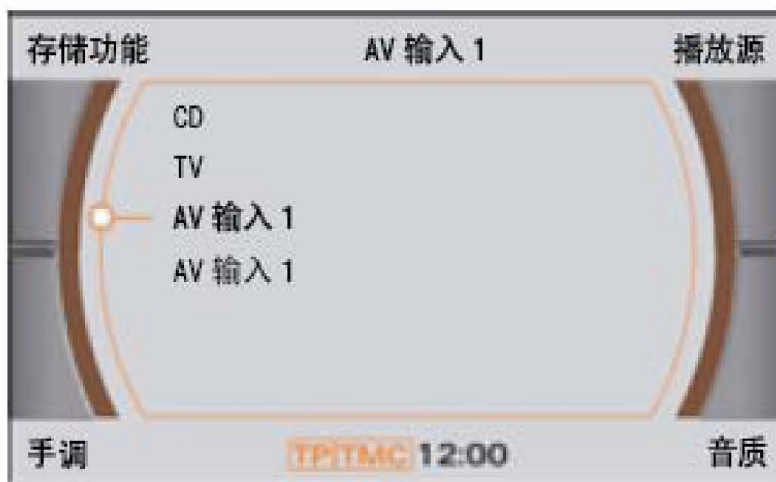 存储功能 AV 输入 1 播放源
CD
TV
AV 输入 1
AV 输入 1
手调 TP TMC 12:00 音质